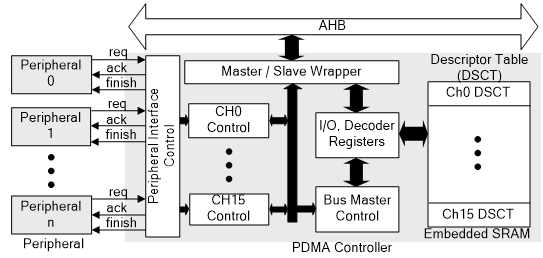 AHB
Peripheral
0
req
ack
finish
Peripheral
1
req
ack
finish
Peripheral
n
req
ack
finish
Peripheral
Peripheral Interface
Control
Master / Slave Wrapper
CH0
Control
CH15
Control
I/O, Decoder
Registers
Bus Master
Control
Descriptor Table
(DSCT)
Ch0 DSCT
Ch15 DSCT
Embedded SRAM
PDMA Controller